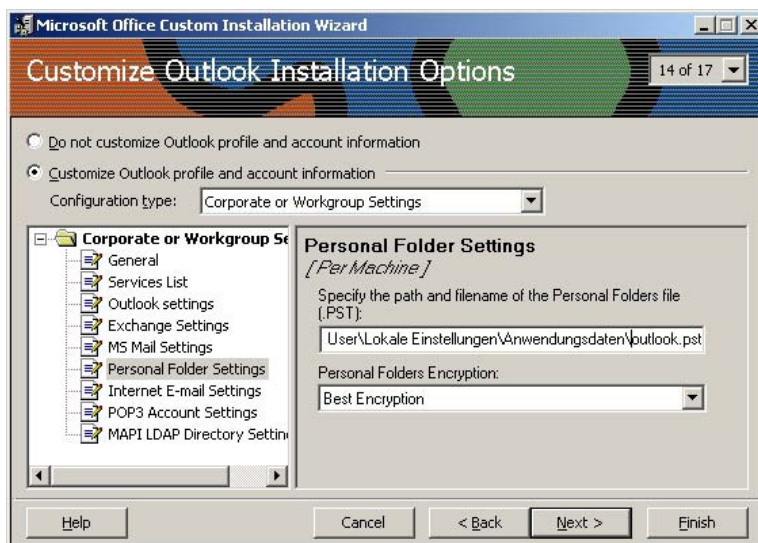 Microsoft Office Custom Installation Wizard
Customize Outlook Installation Options
14 of 17
Do not customize Outlook profile and account information
Customize Outlook profile and account information
Configuration type:
Corporate or Workgroup Settings
Corporate or Workgroup Se
General
Services List
Outlook settings
Exchange Settings
MS Mail Settings
Personal Folder Settings
Internet E-mail Settings
POP3 Account Settings
MAPI LDAP Directory Settin
Personal Folder Settings
[Per Machine]
Specify the path and filename of the Personal Folders file
(.PST):
User\Lokale Einstellungen\Anwendungsdaten\outlook.pst
Personal Folders Encryption:
Best Encryption
Help
Cancel
< Back
Next >
Finish